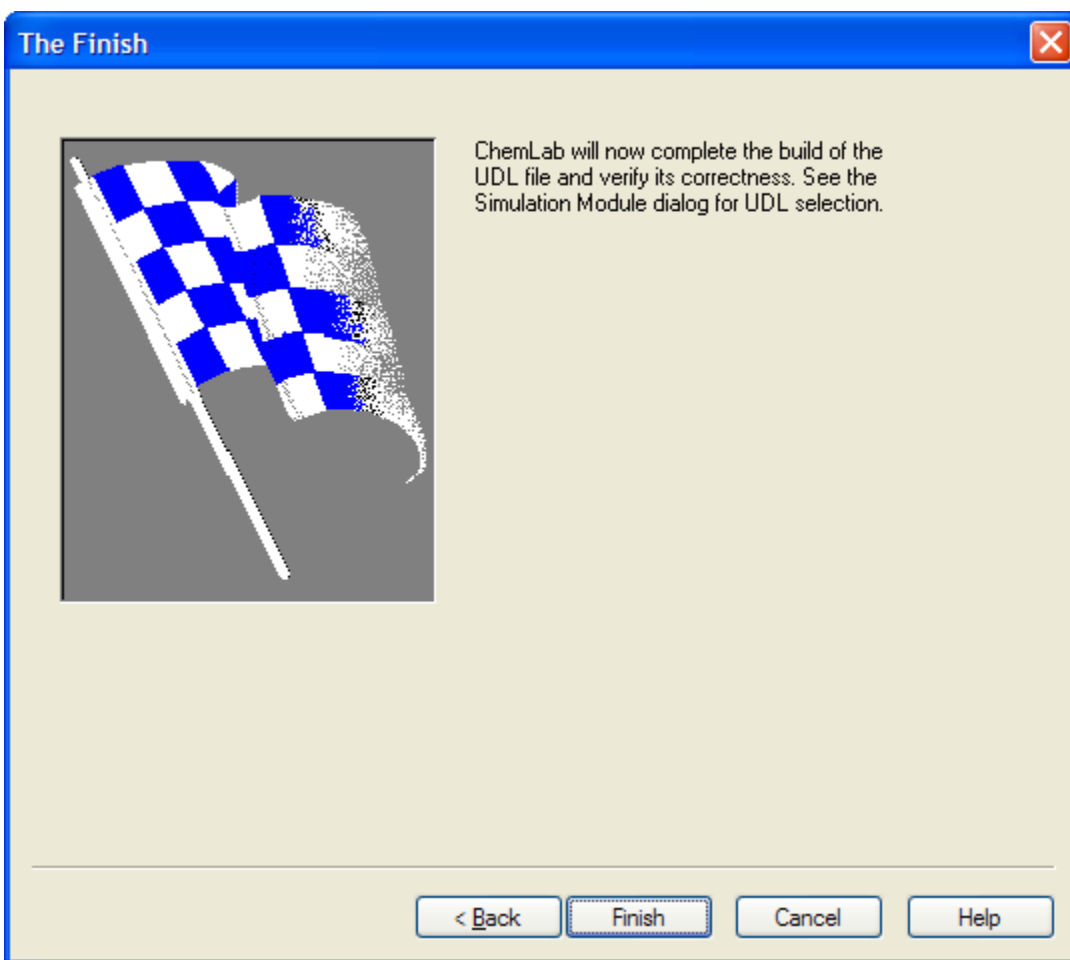 The Finish
ChemLab will now complete the build of the
UDL file and verify its correctness. See the
Simulation Module dialog for UDL selection.
< Back
Finish
Cancel
Help